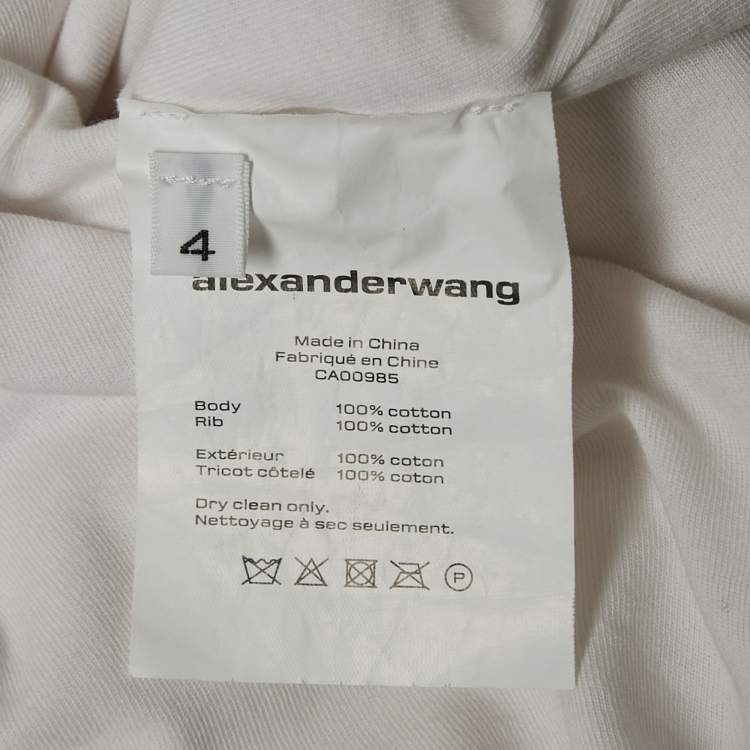 4
alexanderwang
Made in China
Fabriqué en Chine
CA00985
Body 100% cotton
Rib 100% cotton
Extérieur 100% coton
Tricot côtelé 100% coton
Dry clean only.
Nettoyage à sec seulement.
P